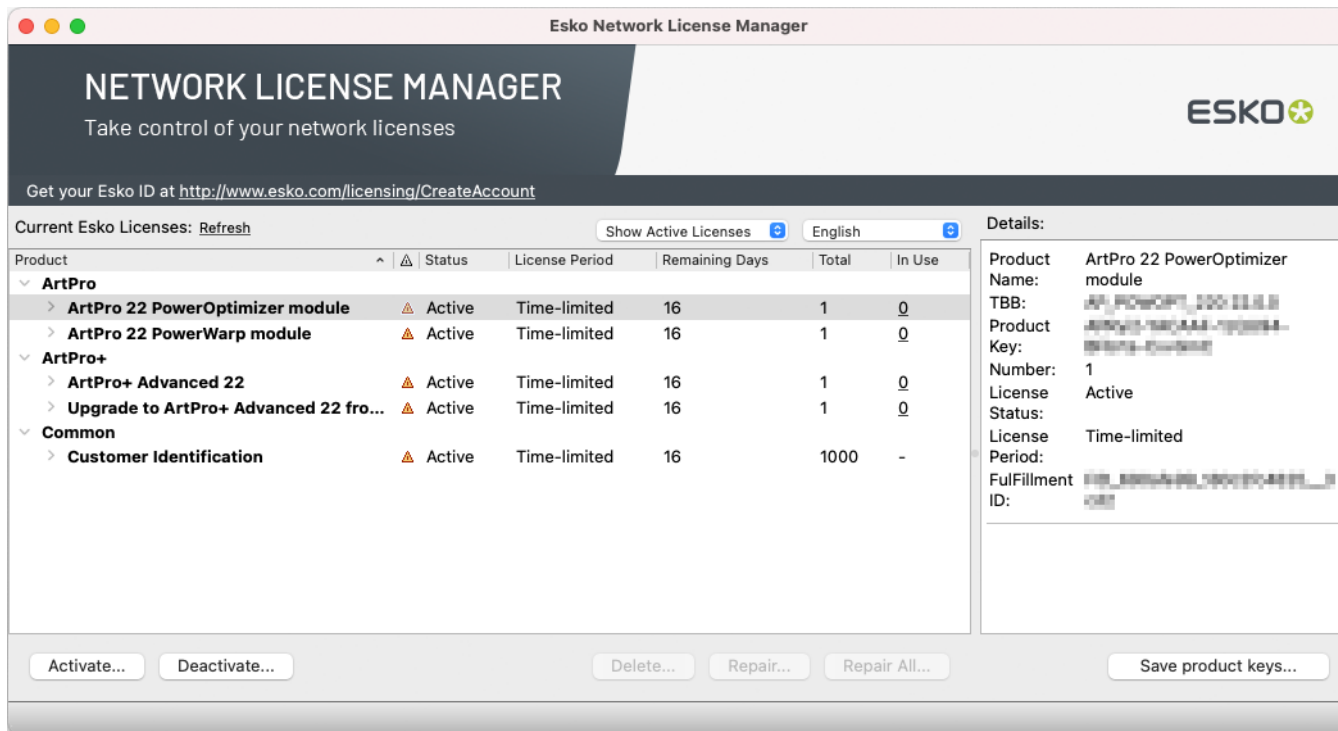 Esko Network License Manager
NETWORK LICENSE MANAGER
Take control of your network licenses
ESKO
Get your Esko ID at http://www.esko.com/licensing/CreateAccount
Current Esko Licenses: Refresh
Show Active Licenses
English
Product Status License Period Remaining Days Total In Use
ArtPro
ArtPro 22 PowerOptimizer module Active Time-limited 16 1 0
ArtPro 22 PowerWarp module Active Time-limited 16 1 0
ArtPro+
ArtPro+ Advanced 22 Active Time-limited 16 1 0
Upgrade to ArtPro+ Advanced 22 fro... Active Time-limited 16 1 0
Common
Customer Identification Active Time-limited 16 1000 -
Details:
Product ArtPro 22 PowerOptimizer
Name: module
TBB:
Product
Key:
Number: 1
License Active
Status:
License Time-limited
Period:
FulFillment
ID:
Activate...
Deactivate...
Delete...
Repair...
Repair All...
Save product keys...